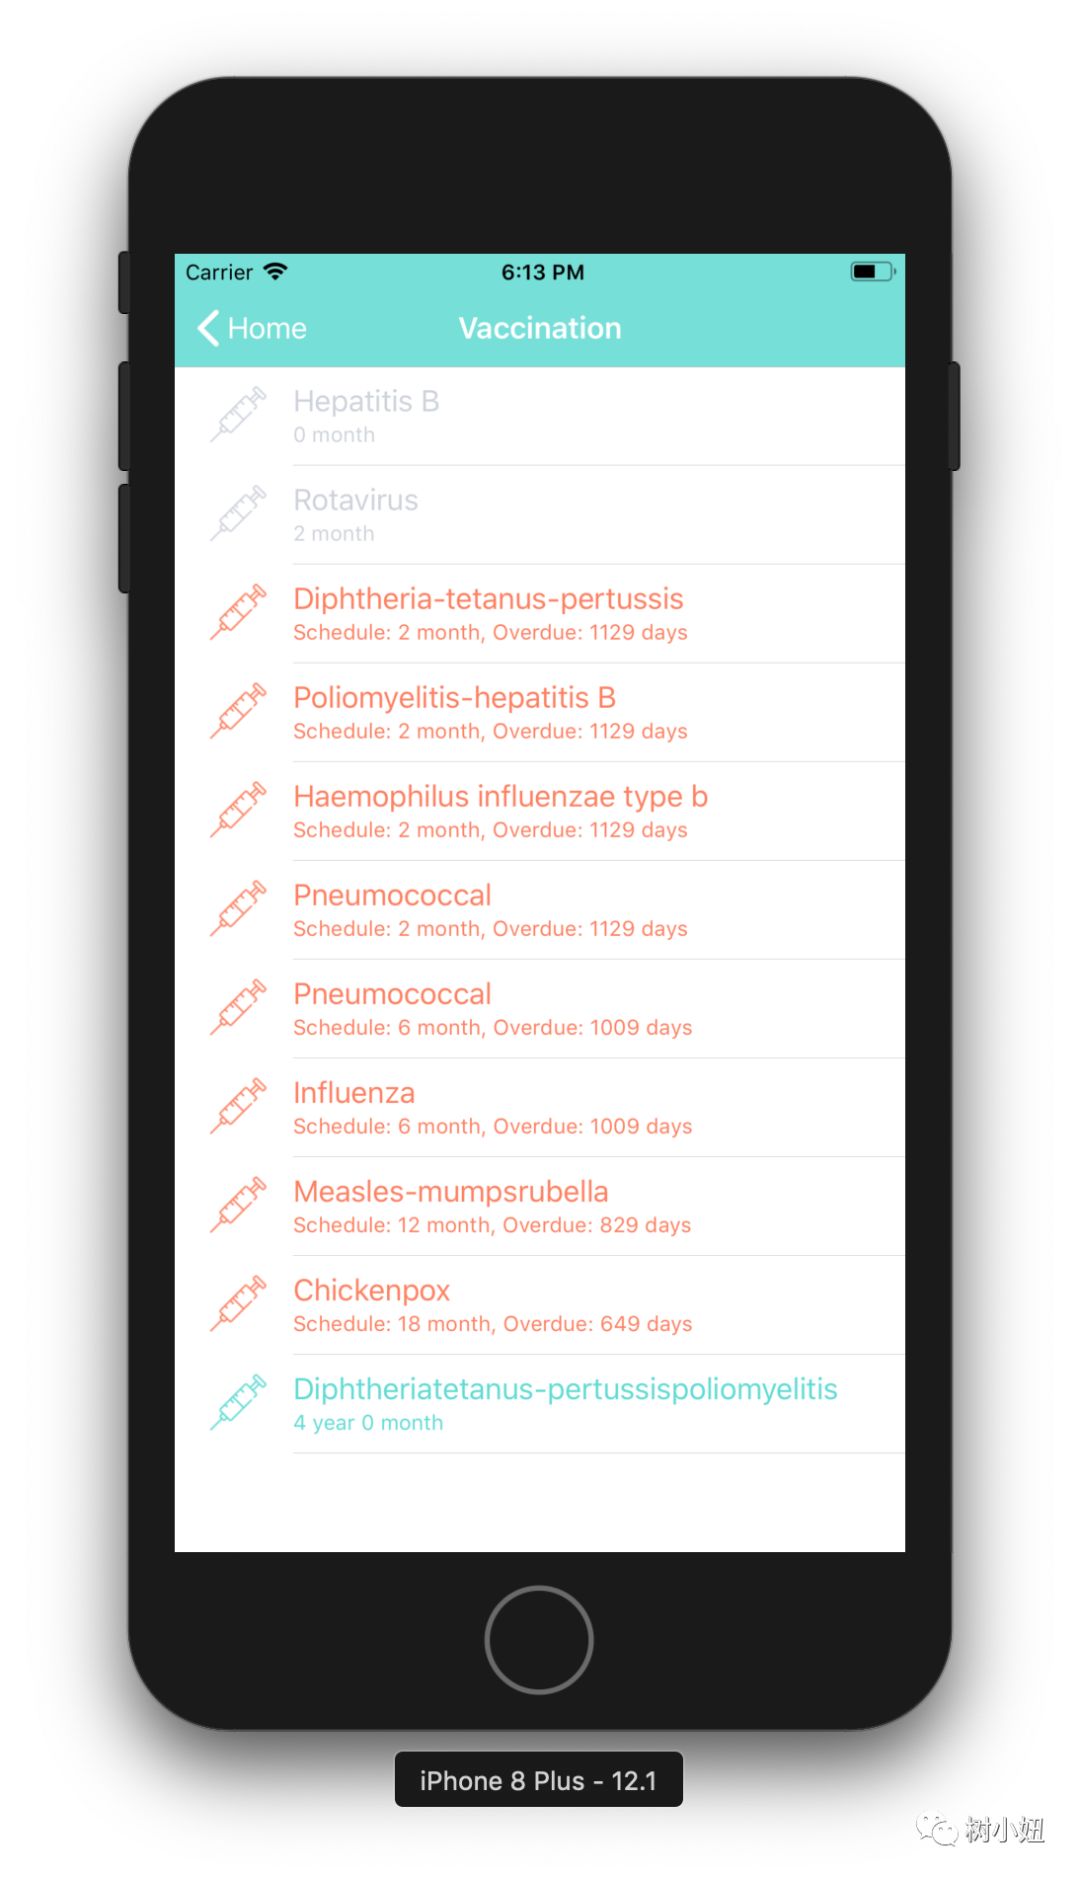 Carrier 6:13 PM
Home Vaccination
Hepatitis B
0 month
Rotavirus
2 month
Diphtheria-tetanus-pertussis
Schedule: 2 month, Overdue: 1129 days
Poliomyelitis-hepatitis B
Schedule: 2 month, Overdue: 1129 days
Haemophilus influenzae type b
Schedule: 2 month, Overdue: 1129 days
Pneumococcal
Schedule: 2 month, Overdue: 1129 days
Pneumococcal
Schedule: 6 month, Overdue: 1009 days
Influenza
Schedule: 6 month, Overdue: 1009 days
Measles-mumpsrubella
Schedule: 12 month, Overdue: 829 days
Chickenpox
Schedule: 18 month, Overdue: 649 days
Diphtheriatetanus-pertussispoliomyelitis
4 year 0 month
iPhone 8 Plus - 12.1
树小妞